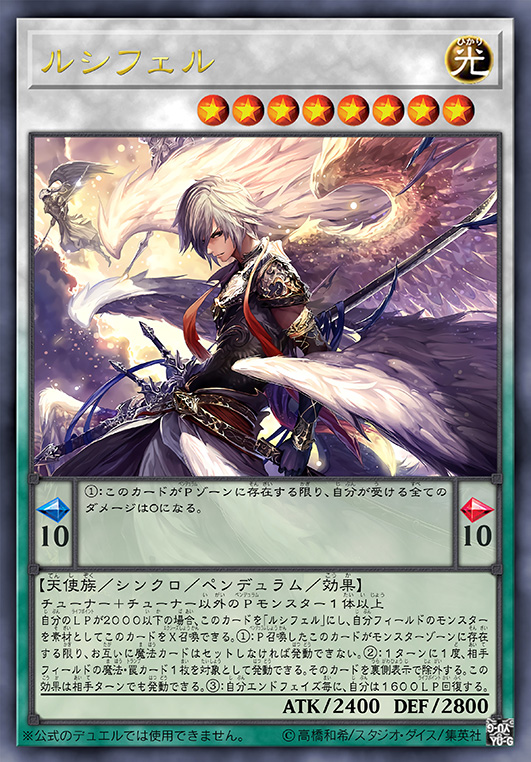 ルシフェル
光
①:このカードがPゾーンに存在する限り、自分が受ける全ての
ダメージは0になる。
10
10
【天使族／シンクロ／ペンデュラム／効果】
チューナー＋チューナー以外のPモンスター1体以上
自分のLPが2000以下の場合、このカードを「ルシフェル」にし、自分フィールドのモンスター
を素材としてこのカードをX召喚できる。①:P召喚したこのカードがモンスターゾーンに存在
する限り、お互いに魔法カードはセットしなければ発動できない。②:1ターンに1度、相手
フィールドの魔法・罠カード1枚を対象として発動できる。そのカードを裏側表示で除外する。この
効果は相手ターンでも発動できる。③:自分エンドフェイズ毎に、自分は1600LP回復する。
ATK/2400 DEF/2800
※公式のデュエルでは使用できません。 ©高橋和希/スタジオ・ダイス/集英社